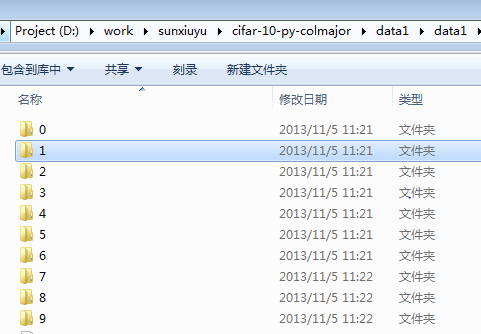 Project (D:) ▸ work ▸ sunxiuyu ▸ cifar-10-py-colmajor ▸ data1 ▸ data1 ▸
包含到库中 共享 刻录 新建文件夹
名称 修改日期 类型
0 2013/11/5 11:21 文件夹
1 2013/11/5 11:21 文件夹
2 2013/11/5 11:21 文件夹
3 2013/11/5 11:21 文件夹
4 2013/11/5 11:21 文件夹
5 2013/11/5 11:21 文件夹
6 2013/11/5 11:21 文件夹
7 2013/11/5 11:22 文件夹
8 2013/11/5 11:22 文件夹
9 2013/11/5 11:22 文件夹